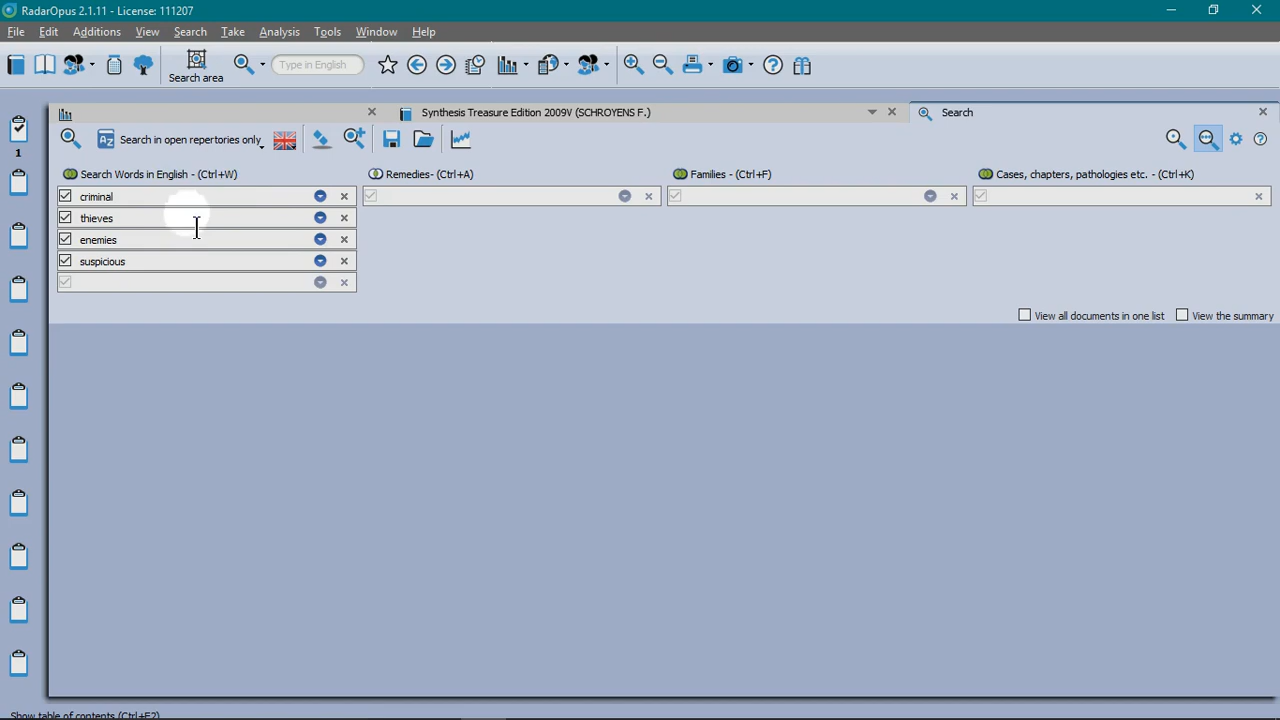 RadarOpus 2.1.11 - License: 111207
File Edit Additions View Search Take Analysis Tools Window Help
Search area
Type in English
Synthesis Treasure Edition 2009V (SCHROYENS F.)
Search
Search in open repertories only
Search Words in English - (Ctrl+W)
Remedies- (Ctrl+A)
Families - (Ctrl+F)
Cases, chapters, pathologies etc. - (Ctrl+K)
criminal
thieves
enemies
suspicious
1
View all documents in one list
View the summary
Show table of contents (Ctrl+F2)